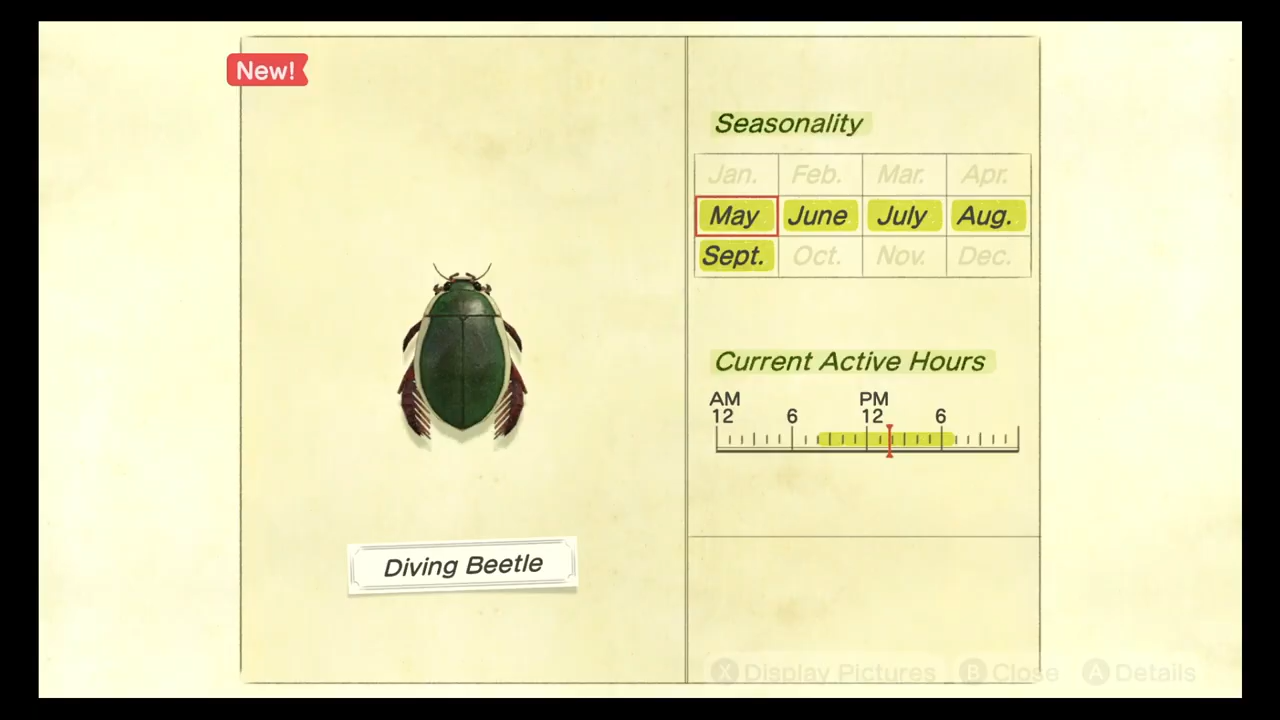 New!
Seasonality
Jan. Feb. Mar. Apr.
May June July Aug.
Sept. Oct. Nov. Dec.
Current Active Hours
AM PM
12 6 12 6
Diving Beetle
X Display Pictures B Close A Details